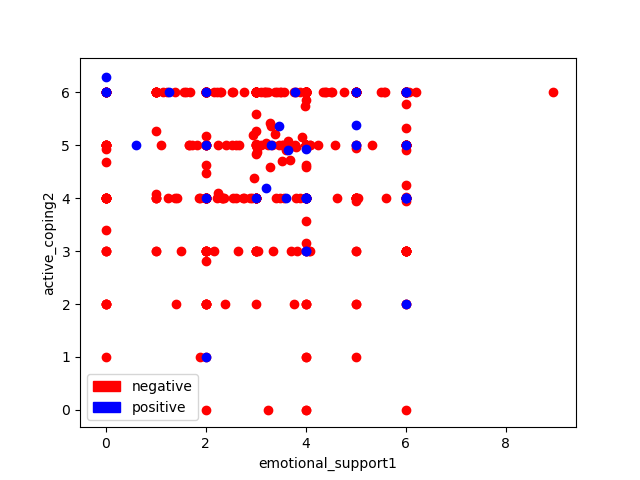 6
5
4
3
2
1
0
active_coping2
negative
positive
0 2 4 6 8
emotional_support1